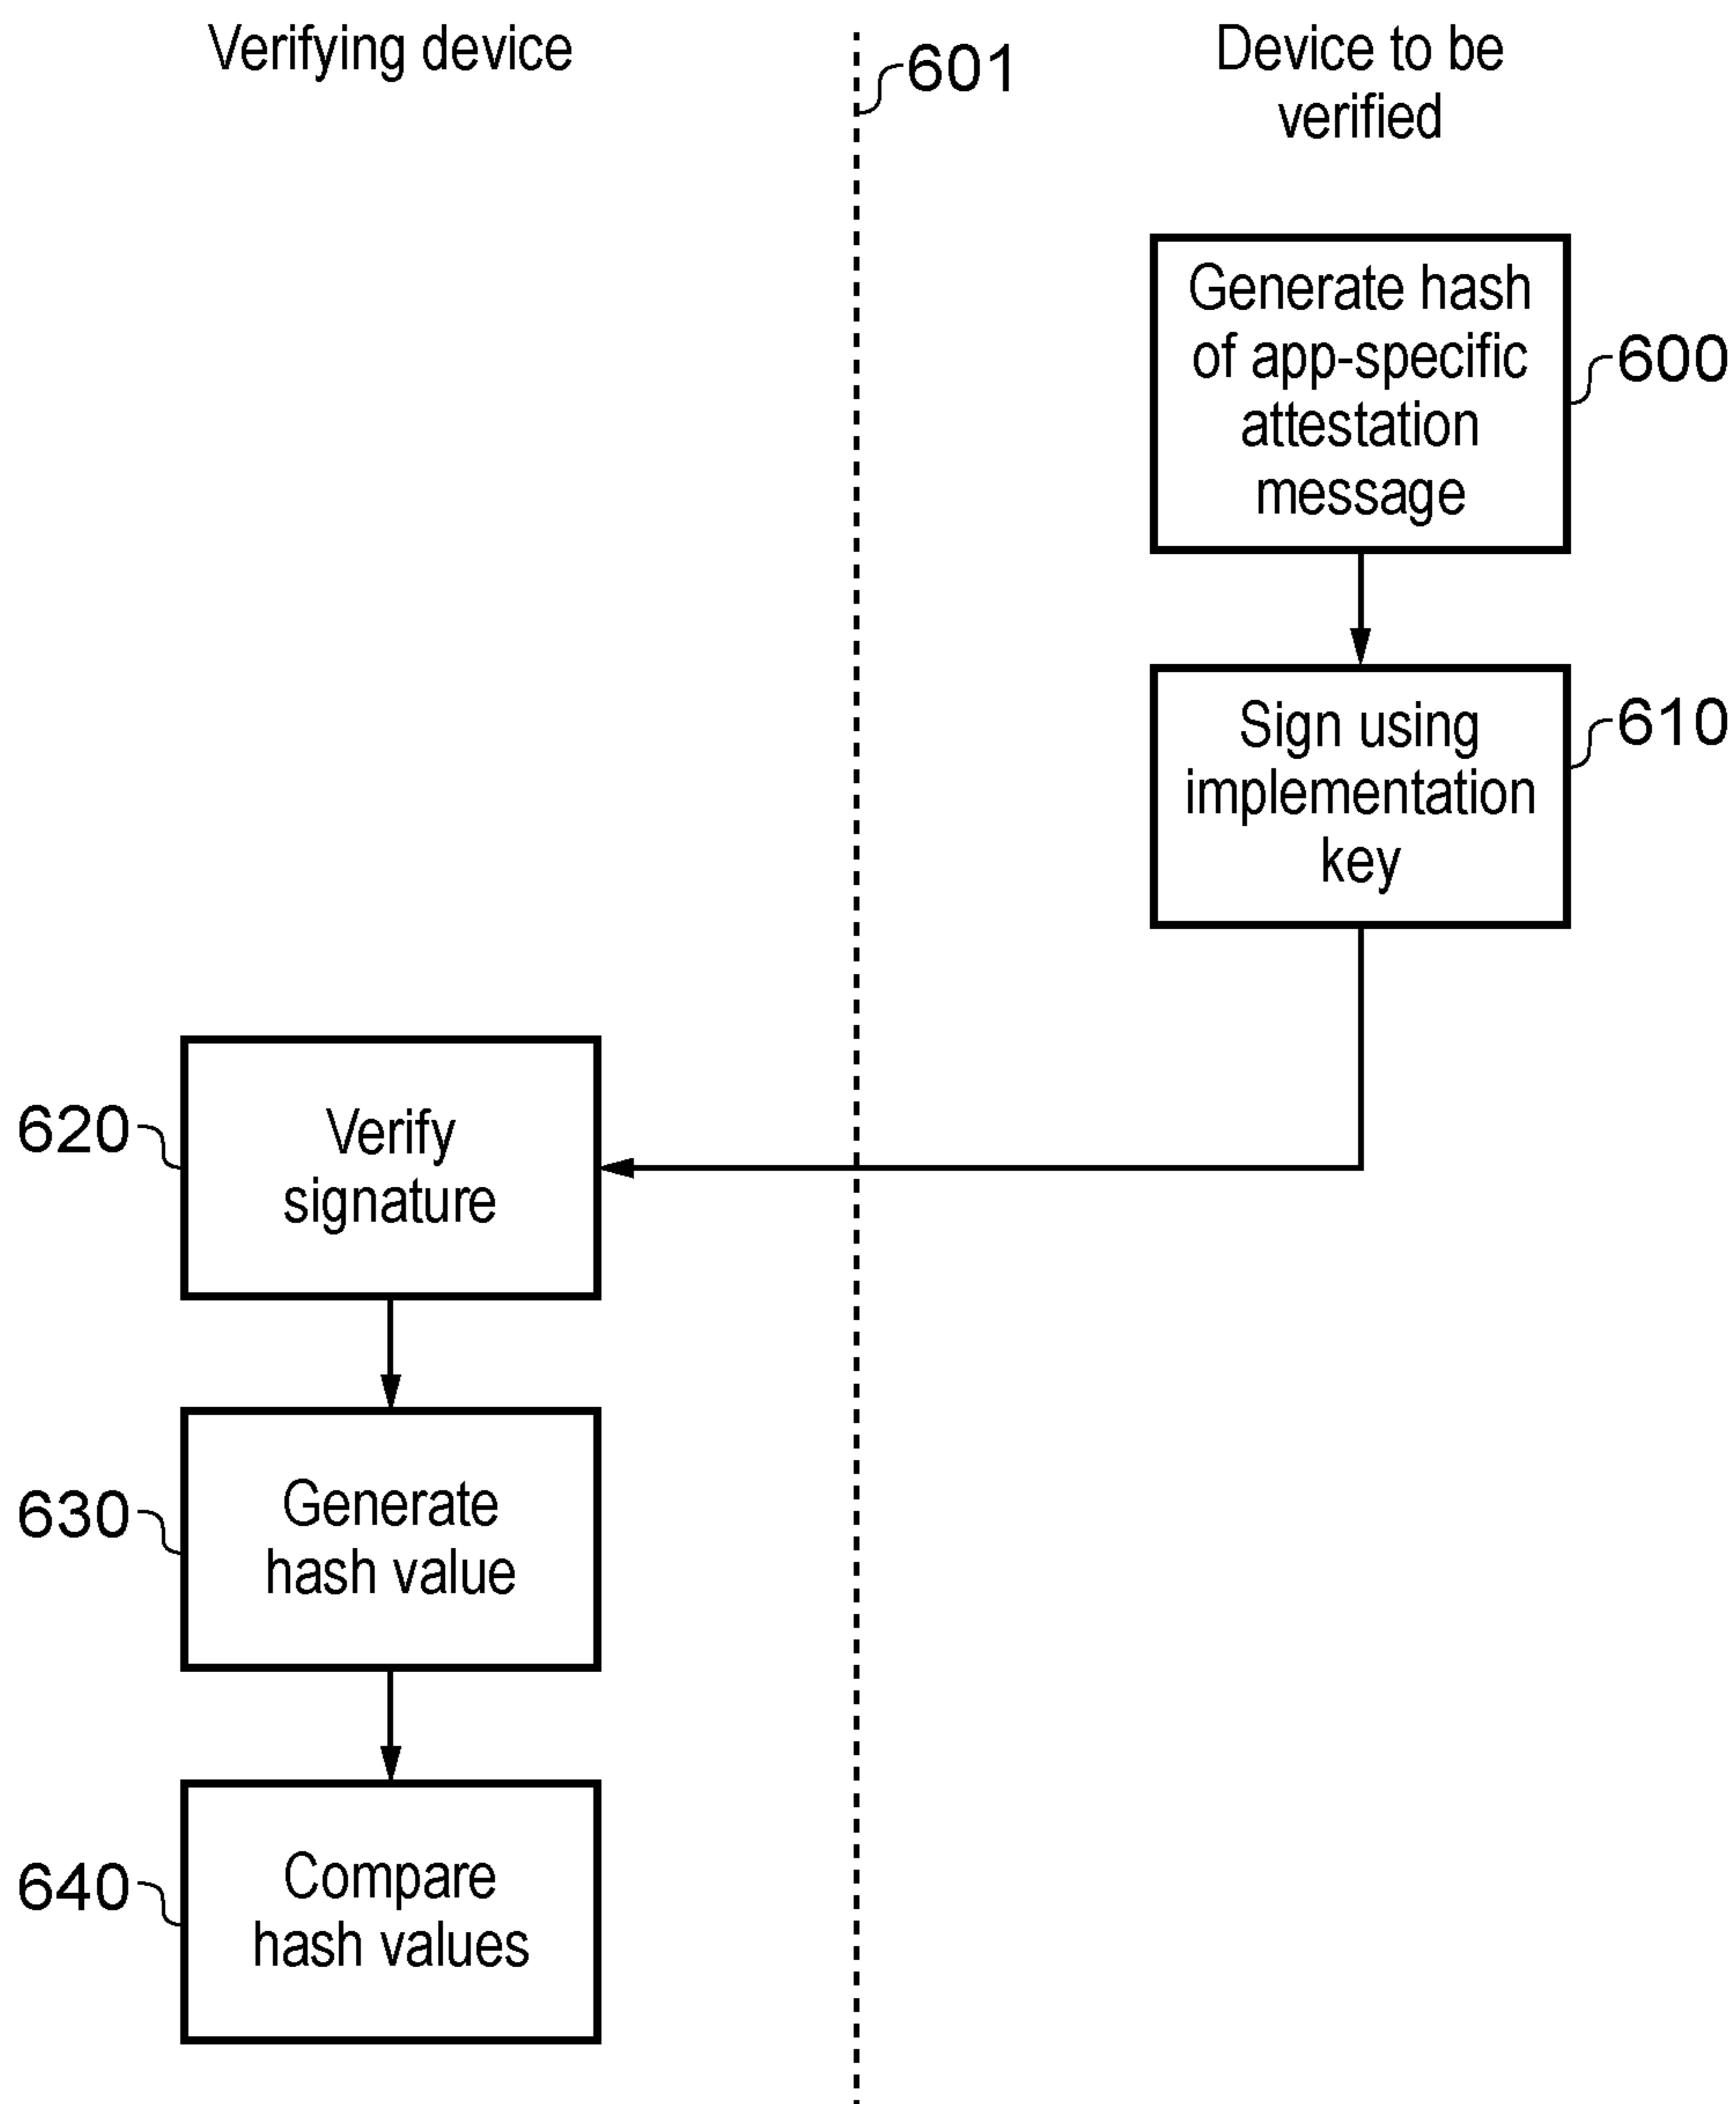 Verifying device
601
Device to be
verified
Generate hash
of app-specific
attestation
message
600
Sign using
implementation
key
610
620
Verify
signature
630
Generate
hash value
640
Compare
hash values